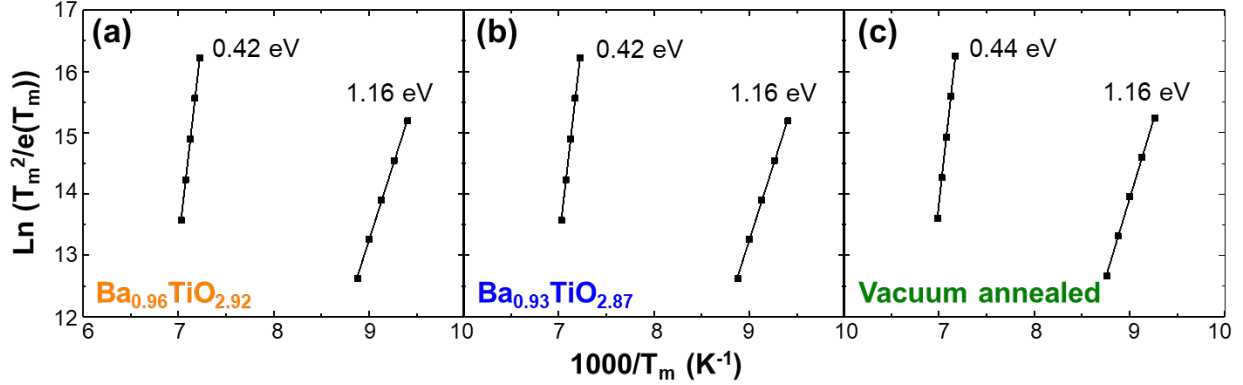 17
16
15
14
13
12
Ln (Tₘ²/e(Tₘ))
(a)
0.42 eV
1.16 eV
Ba₀.₉₆TiO₂.₉₂
(b)
0.42 eV
1.16 eV
Ba₀.₉₃TiO₂.₈₇
(c)
0.44 eV
1.16 eV
Vacuum annealed
6 7 8 9 10 7 8 9 10 7 8 9 10
1000/Tₘ (K⁻¹)